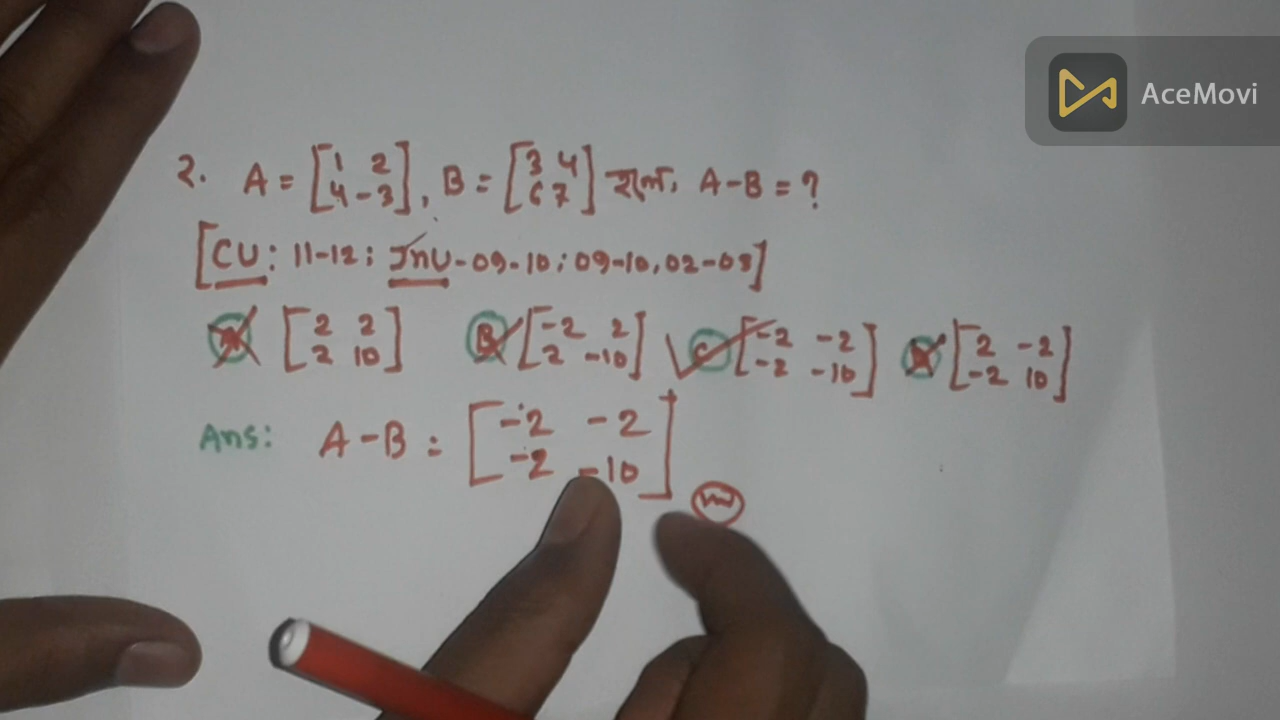 AceMovi
২. A = [1 2 4 -3], B = [3 4 6 7] হলে, A-B = ?
[CU: 11-12; JnU-09-10; 09-10, 02-03]
A [2 2 2 10] B [-2 2 2 -10] C [-2 -2 -2 -10] D [2 -2 -2 10]
Ans: A-B = [-2 -2 -2 -10]